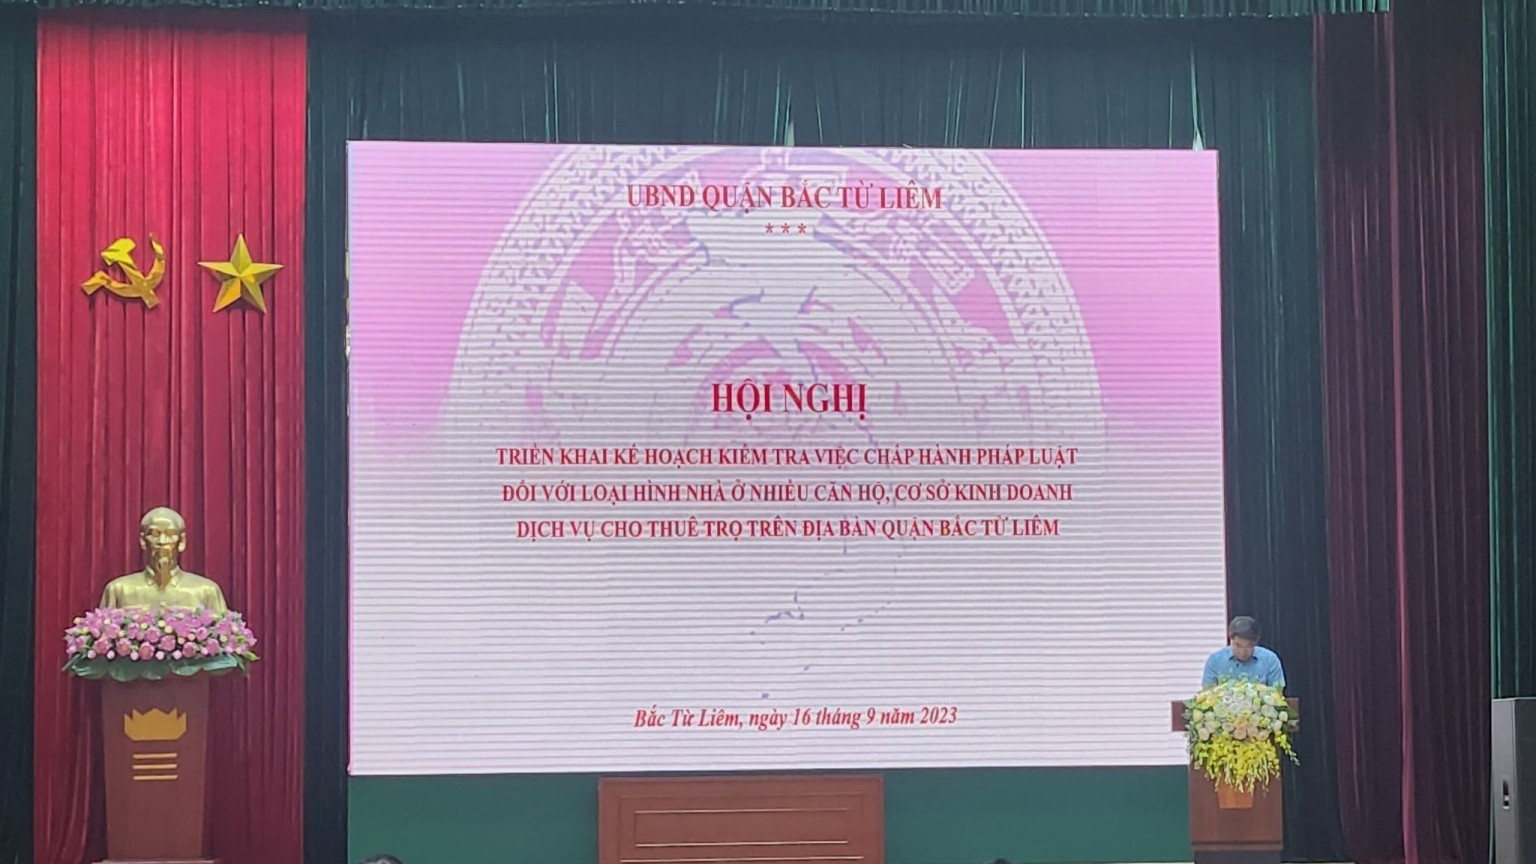 UBND QUẬN BẮC TỪ LIÊM
***
HỘI NGHỊ
TRIỂN KHAI KẾ HOẠCH KIỂM TRA VIỆC CHẤP HÀNH PHÁP LUẬT
ĐỐI VỚI LOẠI HÌNH NHÀ Ở NHIỀU CĂN HỘ, CƠ SỞ KINH DOANH
DỊCH VỤ CHO THUÊ TRỌ TRÊN ĐỊA BÀN QUẬN BẮC TỪ LIÊM
Bắc Từ Liêm, ngày 16 tháng 9 năm 2023